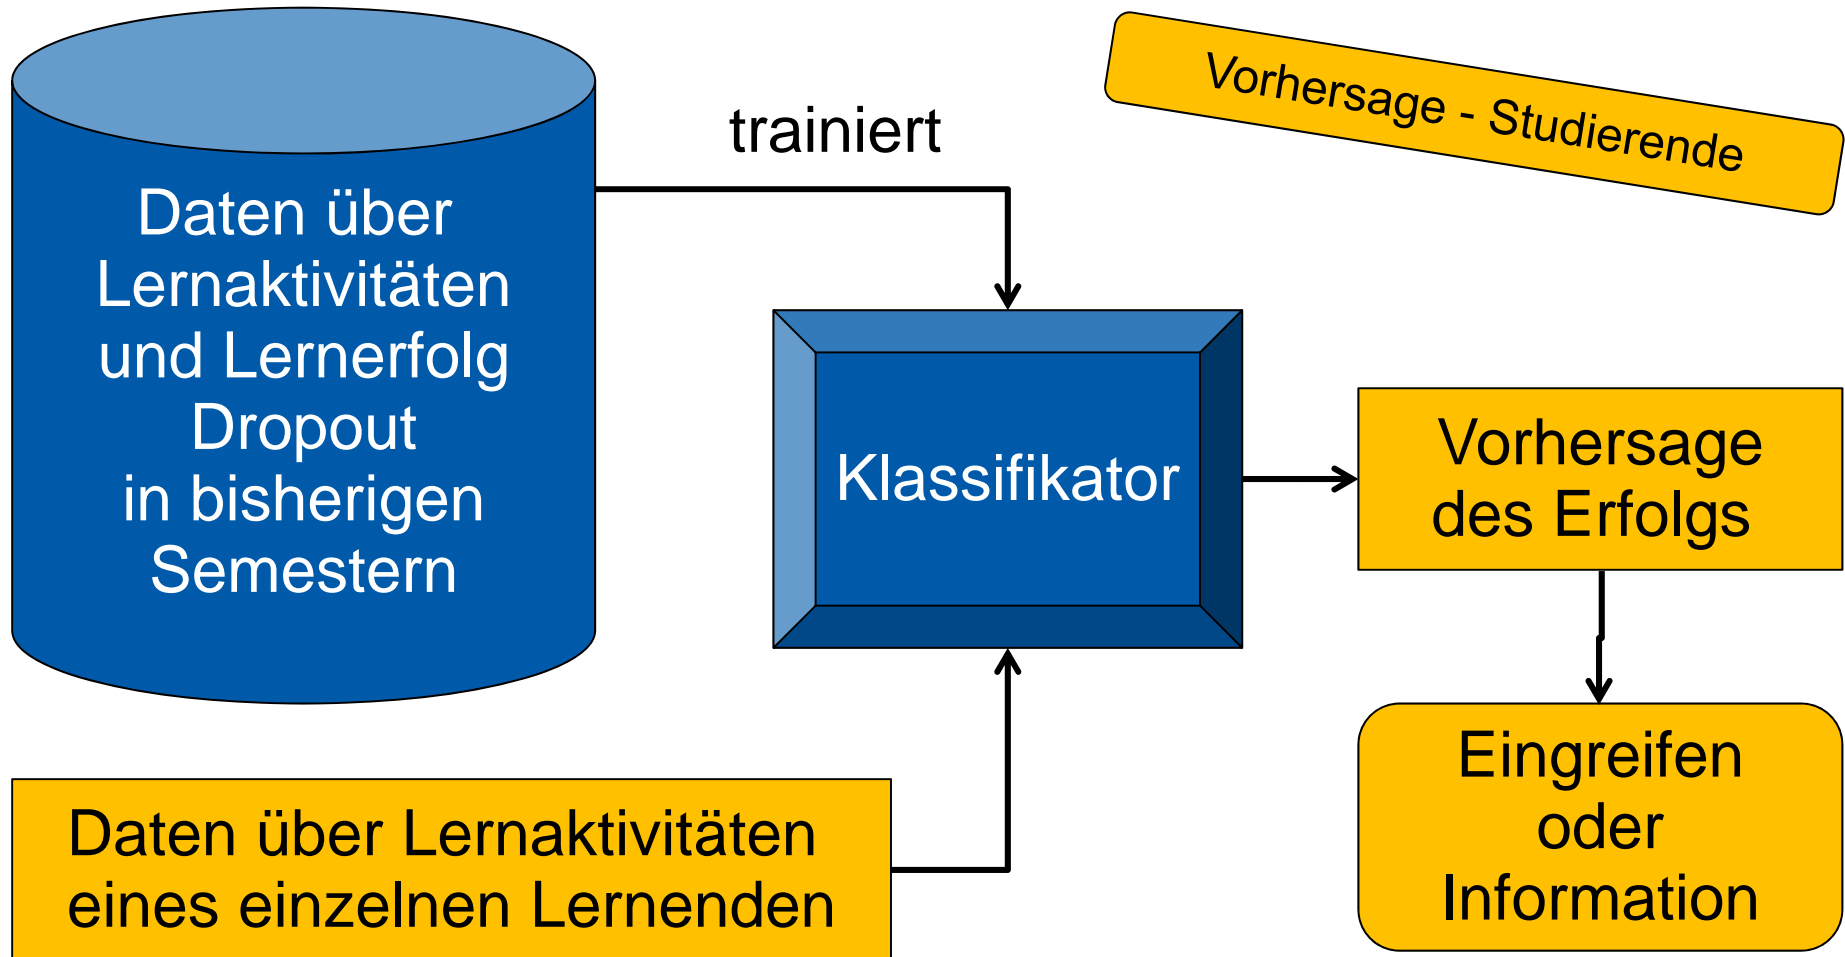 Vorhersage - Studierende
trainiert
Daten über
Lernaktivitäten
und Lernerfolg
Dropout
in bisherigen
Semestern
Klassifikator
Vorhersage
des Erfolgs
Eingreifen
oder
Information
Daten über Lernaktivitäten
eines einzelnen Lernenden